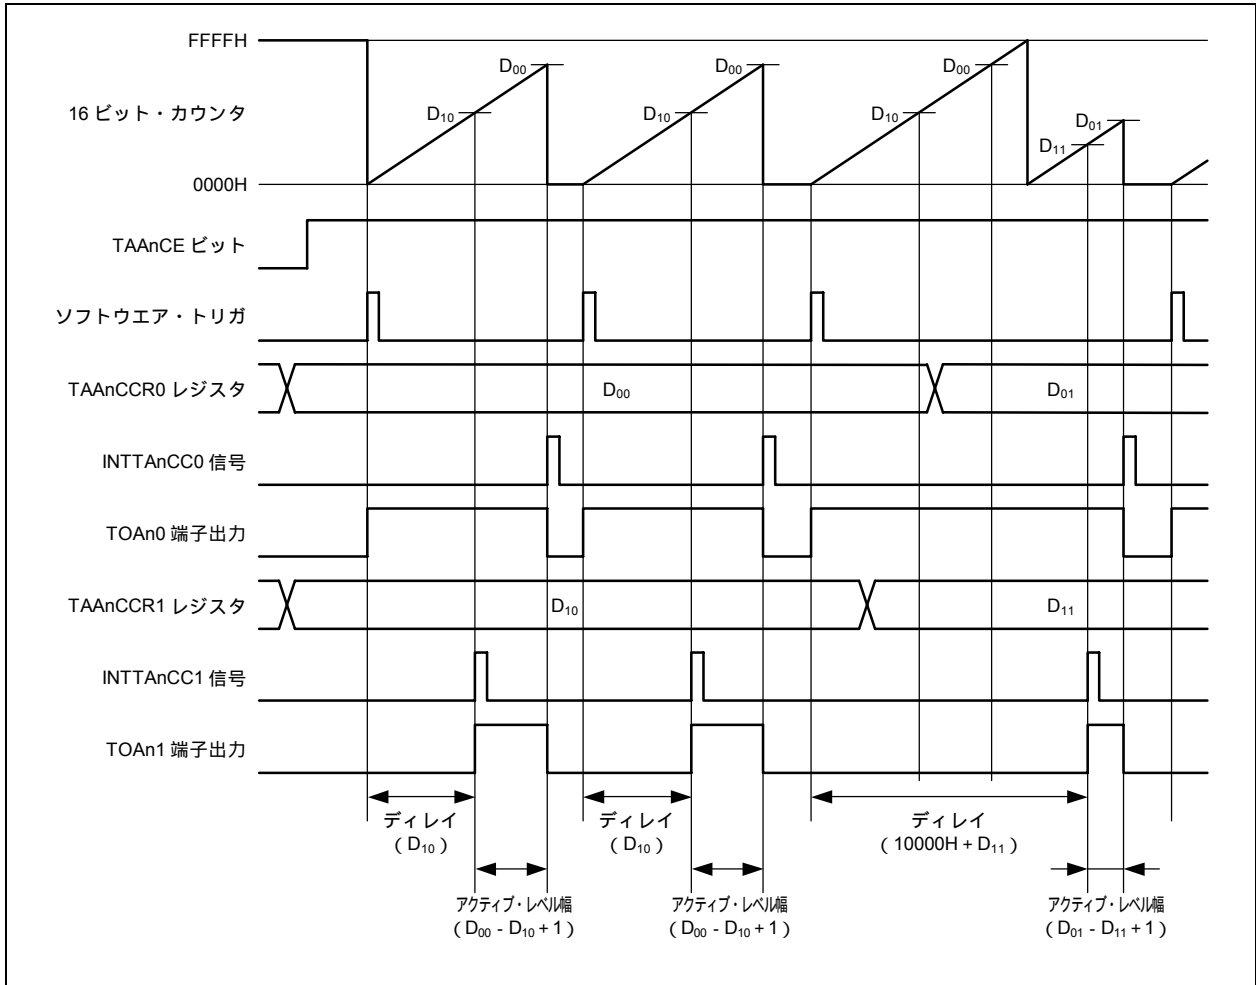 FFFFH
D₀₀ D₀₀ D₀₀
16 ビット・カウンタ
D₁₀ D₁₀ D₁₀
D₀₁
D₁₁
0000H
TAAnCE ビット
ソフトウエア・トリガ
TAAnCCR0 レジスタ
D₀₀ D₀₁
INTTAnCC0 信号
TOAn0 端子出力
TAAnCCR1 レジスタ
D₁₀ D₁₁
INTTAnCC1 信号
TOAn1 端子出力
ディレイ ディレイ ディレイ
( D₁₀ ) ( D₁₀ ) ( 10000H + D₁₁ )
アクティブ・レベル幅 アクティブ・レベル幅 アクティブ・レベル幅
( D₀₀ - D₁₀ + 1 ) ( D₀₀ - D₁₀ + 1 ) ( D₀₁ - D₁₁ + 1 )